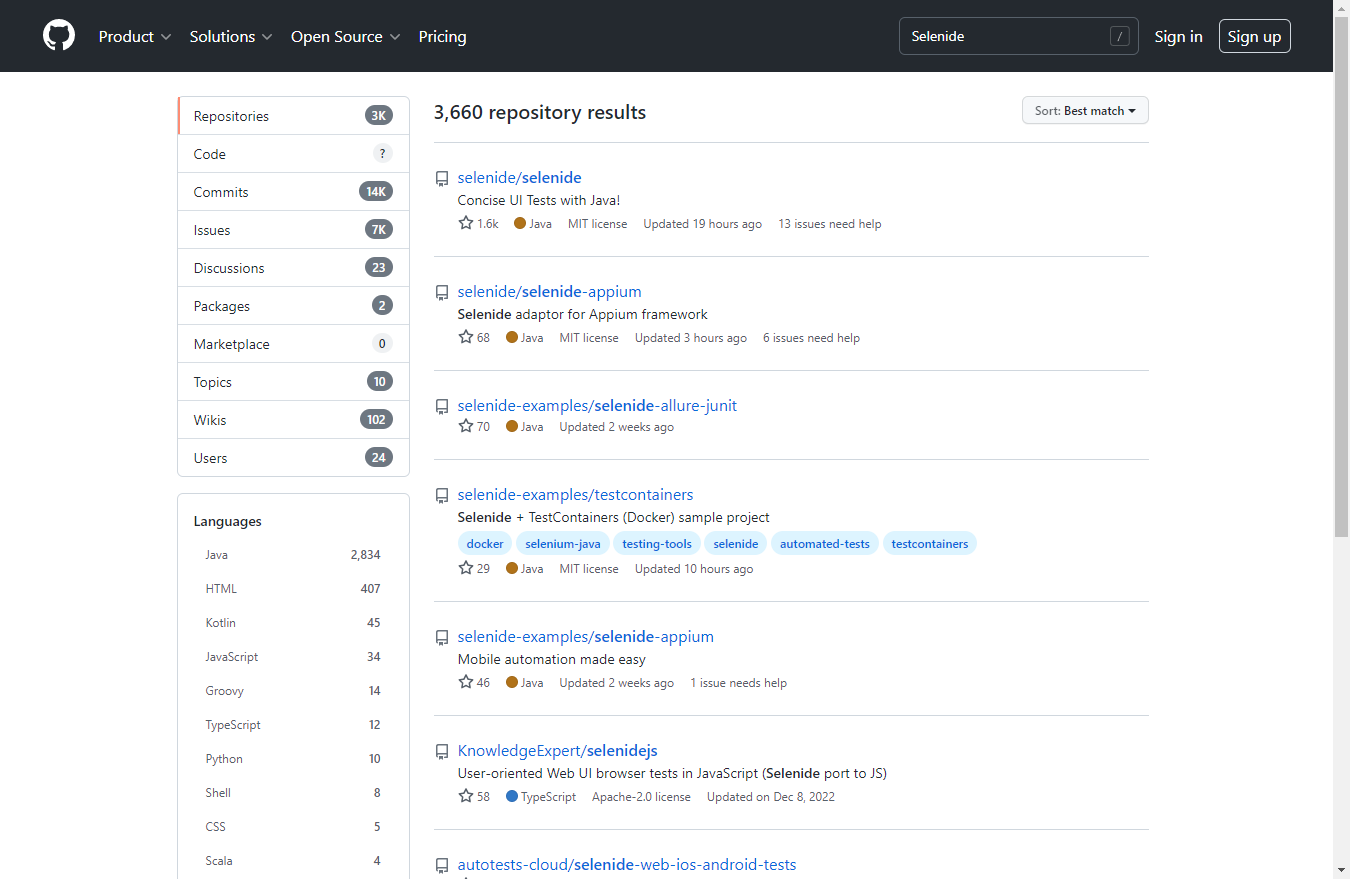 Product Solutions Open Source Pricing Selenide / Sign in Sign up
Repositories 3K
Code ?
Commits 14K
Issues 7K
Discussions 23
Packages 2
Marketplace 0
Topics 10
Wikis 102
Users 24
Languages
Java 2,834
HTML 407
Kotlin 45
JavaScript 34
Groovy 14
TypeScript 12
Python 10
Shell 8
CSS 5
Scala 4
3,660 repository results
Sort: Best match
selenide/selenide
Concise UI Tests with Java!
1.6k Java MIT license Updated 19 hours ago 13 issues need help
selenide/selenide-appium
Selenide adaptor for Appium framework
68 Java MIT license Updated 3 hours ago 6 issues need help
selenide-examples/selenide-allure-junit
70 Java Updated 2 weeks ago
selenide-examples/testcontainers
Selenide + TestContainers (Docker) sample project
docker selenium-java testing-tools selenide automated-tests testcontainers
29 Java MIT license Updated 10 hours ago
selenide-examples/selenide-appium
Mobile automation made easy
46 Java Updated 2 weeks ago 1 issue needs help
KnowledgeExpert/selenidejs
User-oriented Web UI browser tests in JavaScript (Selenide port to JS)
58 TypeScript Apache-2.0 license Updated on Dec 8, 2022
autotests-cloud/selenide-web-ios-android-tests